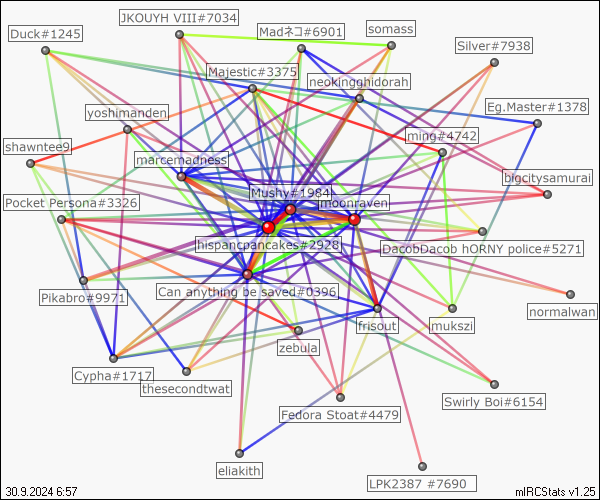 JKOUYH VIII#7034
Duck#1245
Madネコ#6901
somass
Silver#7938
Majestic#3375
neokingghidorah
Eg.Master#1378
yoshimanden
ming#4742
shawntee9
marcemadness
bigcitysamurai
Mushy#1984
Pocket Persona#3326
moonraven
hispancpancakes#2928
DacobDacob hORNY police#5271
Can anything be saved#0396
Pikabro#9971
normalwan
frisout
mukszi
zebula
Cypha#1717
thesecondtwat
Swirly Boi#6154
Fedora Stoat#4479
eliakith
LPK2387 #7690
30.9.2024 6:57
mIRCStats v1.25